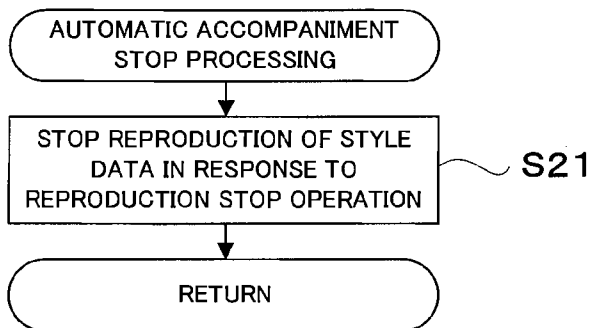 AUTOMATIC ACCOMPANIMENT
STOP PROCESSING
STOP REPRODUCTION OF STYLE
DATA IN RESPONSE TO
REPRODUCTION STOP OPERATION
S21
RETURN